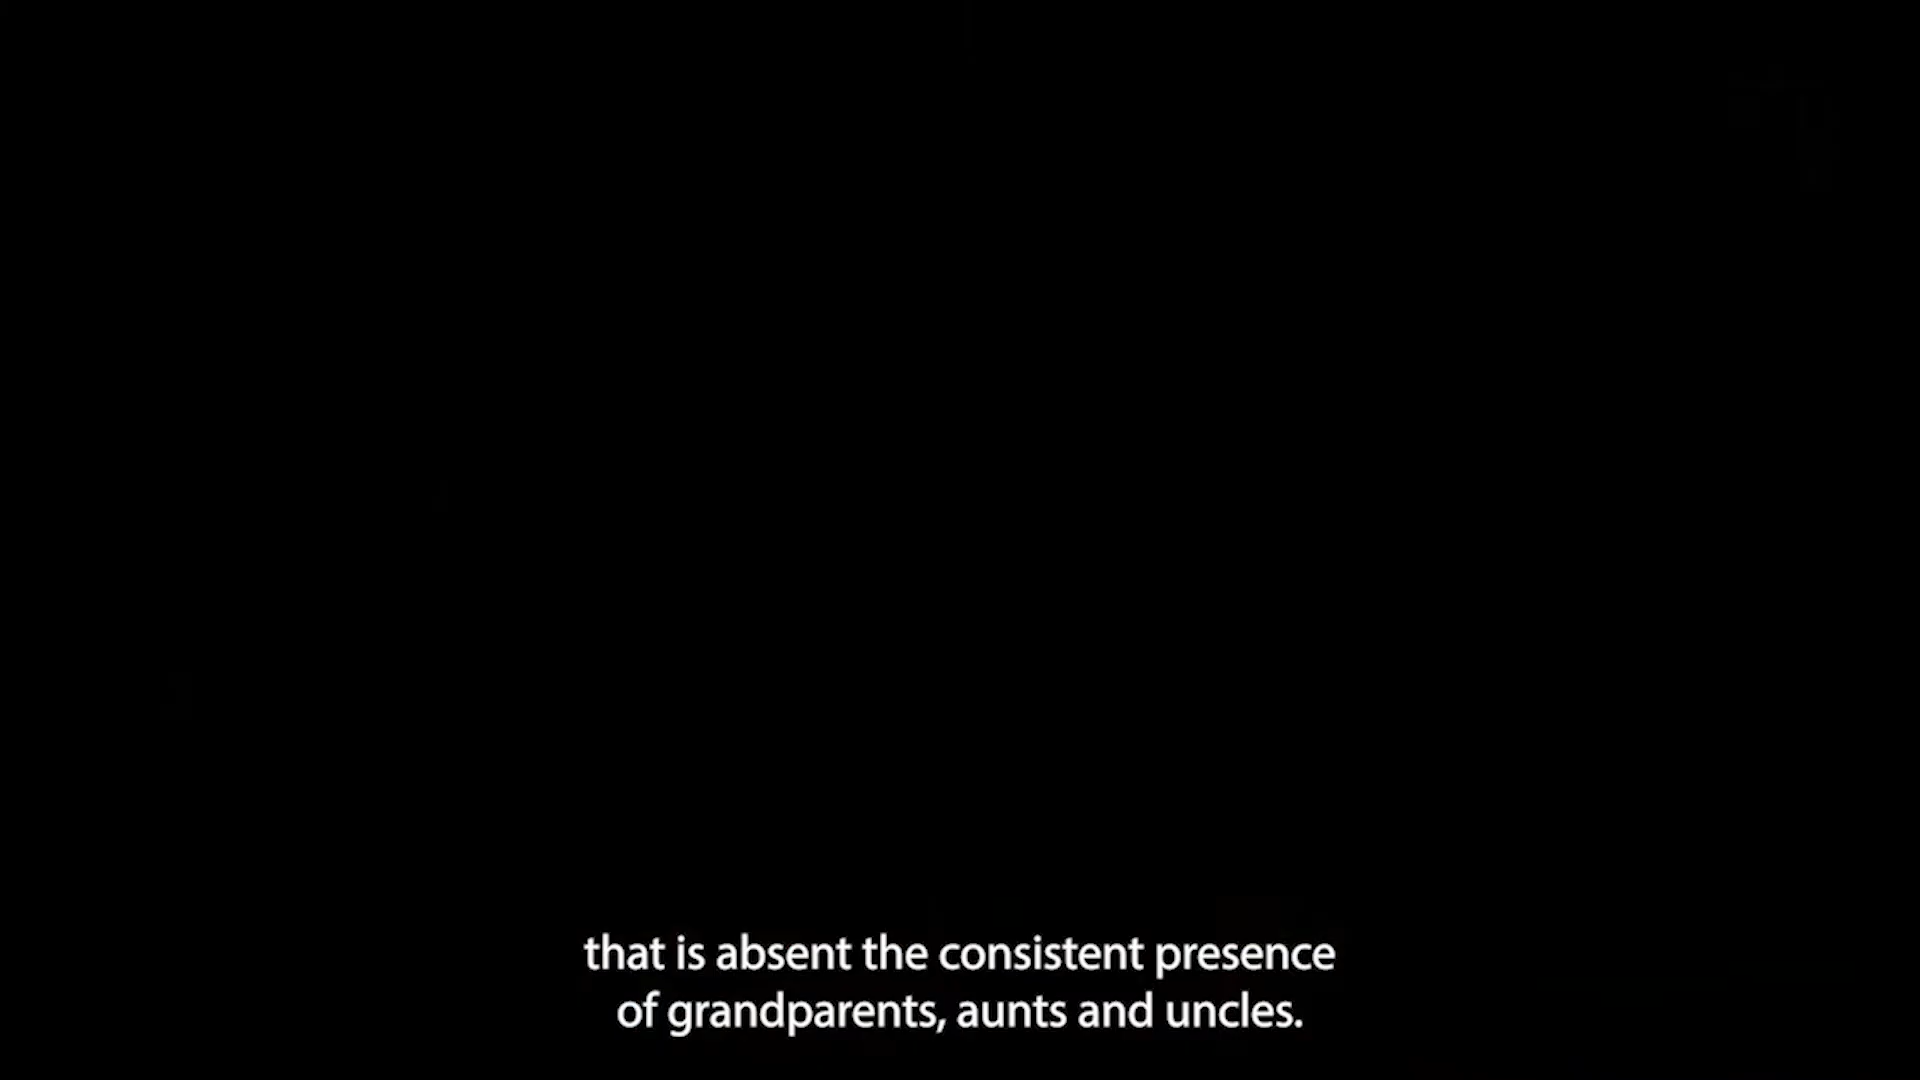 that is absent the consistent presence
of grandparents, aunts and uncles.